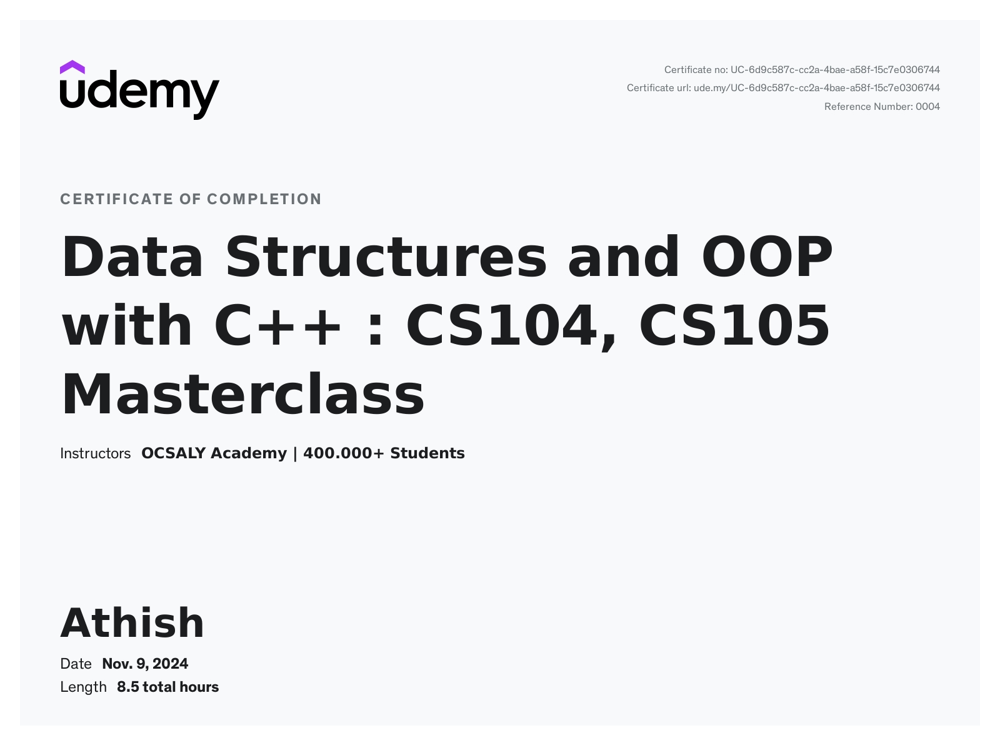 udemy
Certificate no: UC-6d9c587c-cc2a-4bae-a58f-15c7e0306744
Certificate url: ude.my/UC-6d9c587c-cc2a-4bae-a58f-15c7e0306744
Reference Number: 0004
CERTIFICATE OF COMPLETION
Data Structures and OOP
with C++ : CS104, CS105
Masterclass
Instructors OCSALY Academy | 400.000+ Students
Athish
Date Nov. 9, 2024
Length 8.5 total hours